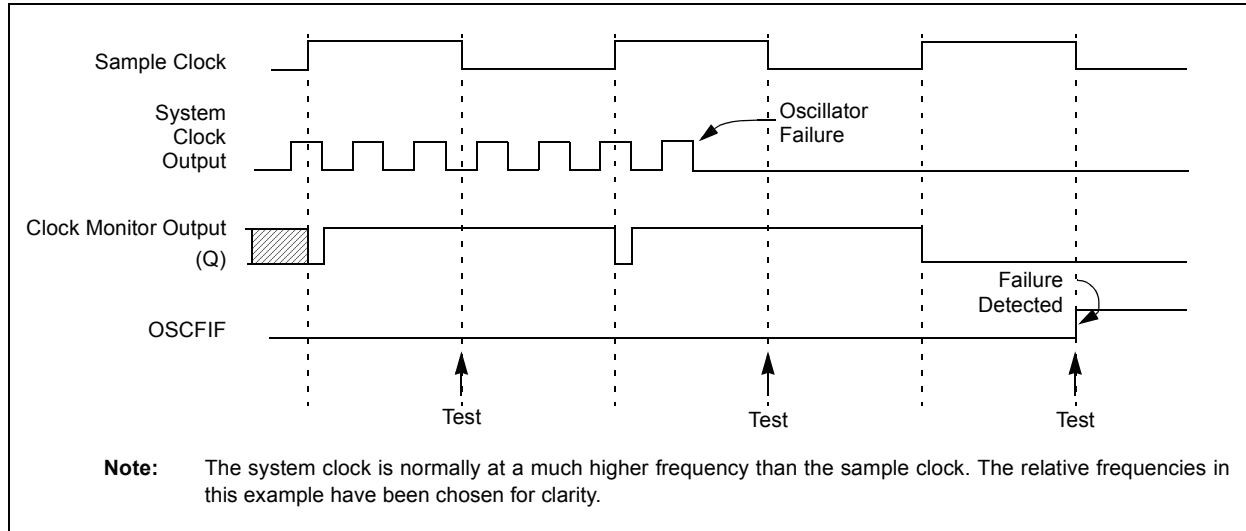 Sample Clock
System
Clock
Output
Oscillator
Failure
Clock Monitor Output
(Q)
Failure
Detected
OSCFIF
Test
Test
Test
Note: The system clock is normally at a much higher frequency than the sample clock. The relative frequencies in
this example have been chosen for clarity.